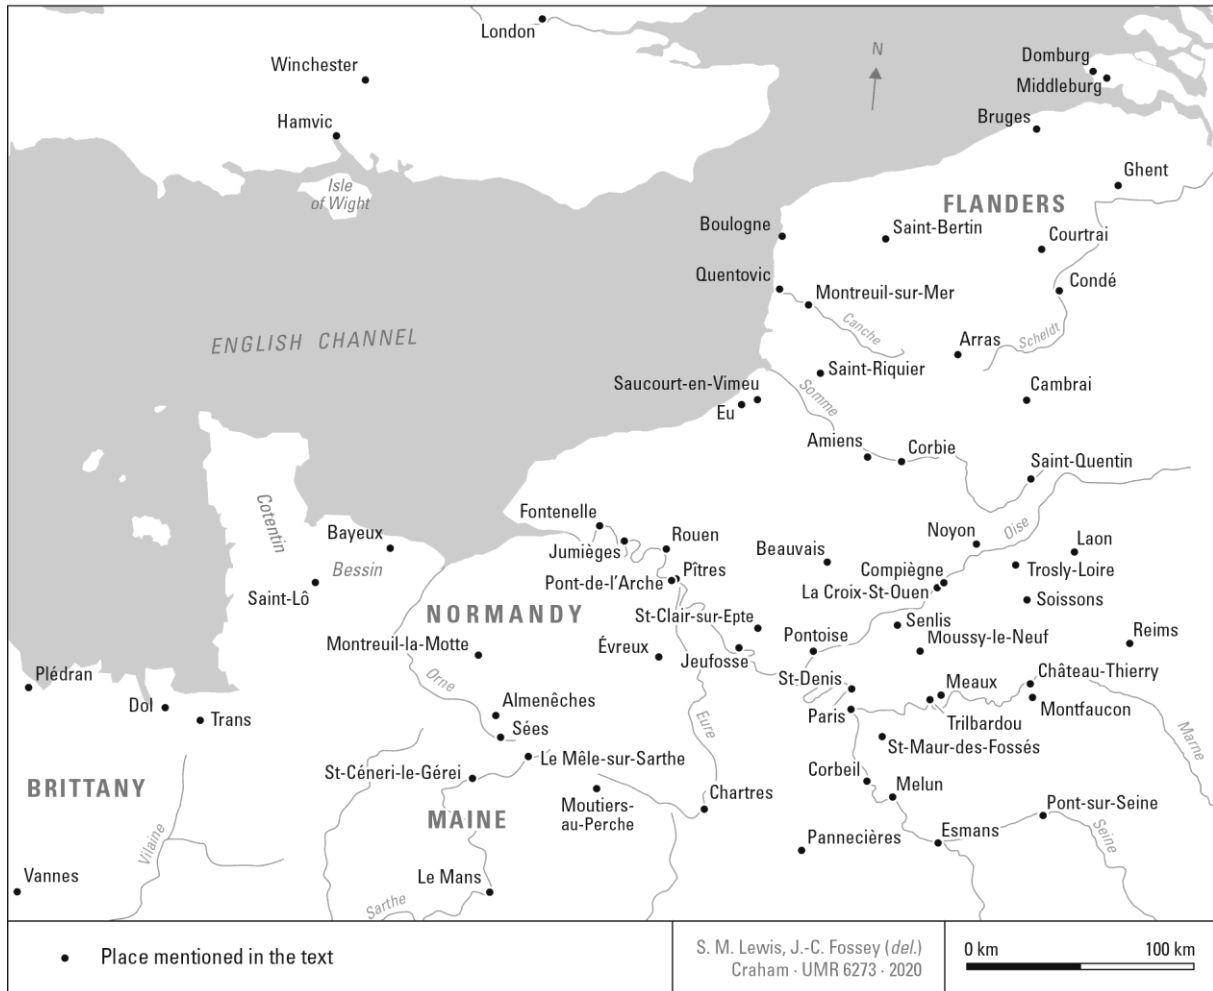 London
Winchester
Hamvic
Isle
of Wight
N
Domburg
Middleburg
Bruges
Ghent
FLANDERS
Boulogne
Saint-Bertin
Courtrai
Quentovic
Montreuil-sur-Mer
Condé
Canche
ENGLISH CHANNEL
Arras
Scheldt
Saint-Riquier
Saucourt-en-Vimeu
Eu
Somme
Cambrai
Amiens
Corbie
Saint-Quentin
Cotentin
Fontenelle
Bayeux
Jumièges
Rouen
Noyon
Oise
Laon
Beauvais
Bessin
Pont-de-l’Arche
Pîtres
Compiègne
Trosly-Loire
La Croix-St-Ouen
Saint-Lô
Soissons
NORMANDY
St-Clair-sur-Epte
Senlis
Montreuil-la-Motte
Évreux
Jeufosse
Pontoise
Moussy-le-Neuf
Reims
Plédran
Orne
St-Denis
Meaux
Château-Thierry
Dol
Trans
Almenêches
Eure
Paris
Trilbardou
Montfaucon
Sées
St-Maur-des-Fossés
Marne
Le Mêle-sur-Sarthe
St-Céneri-le-Gérei
Corbeil
BRITTANY
Melun
MAINE
Moutiers-
au-Perche
Chartres
Pont-sur-Seine
Vilaine
Pannecières
Esmans
Seine
Vannes
Le Mans
Sarthe
Place mentioned in the text
S. M. Lewis, J.-C. Fossey (del.)
Craham · UMR 6273 · 2020
0 km 100 km